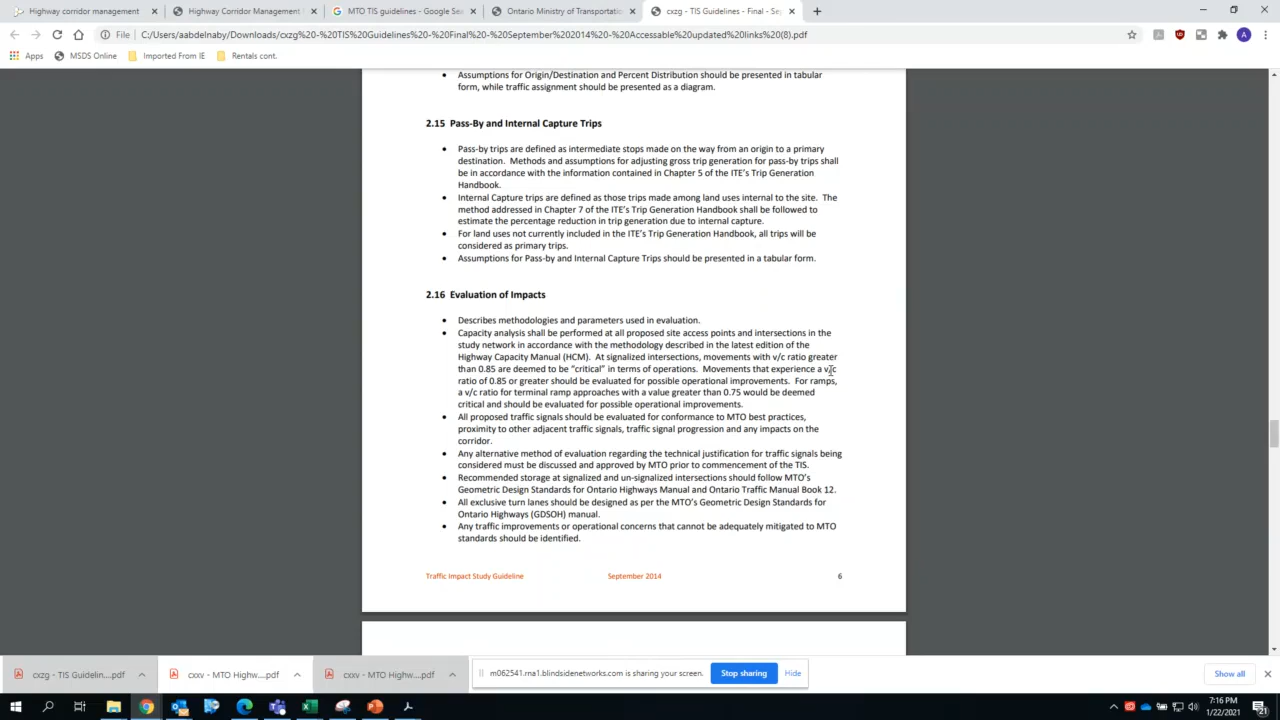 Highway corridor management
Highway Corridor Management
MTO TIS guidelines - Google Sea
Ontario Ministry of Transportatio
cxzg - TIS Guidelines - Final - Se
File
C:/Users/aabdelnaby/Downloads/cxzg%20-%20TIS%20Guidelines%20-%20Final%20-%20September%202014%20-%20Accessable%20updated%20links%20(8).pdf
A
Apps
MSDS Online
Imported From IE
Rentals cont.
• Assumptions for Origin/Destination and Percent Distribution should be presented in tabular
form, while traffic assignment should be presented as a diagram.
2.15 Pass-By and Internal Capture Trips
• Pass-by trips are defined as intermediate stops made on the way from an origin to a primary
destination. Methods and assumptions for adjusting gross trip generation for pass-by trips shall
be in accordance with the information contained in Chapter 5 of the ITE's Trip Generation
Handbook.
• Internal Capture trips are defined as those trips made among land uses internal to the site. The
method addressed in Chapter 7 of the ITE's Trip Generation Handbook shall be followed to
estimate the percentage reduction in trip generation due to internal capture.
• For land uses not currently included in the ITE's Trip Generation Handbook, all trips will be
considered as primary trips.
• Assumptions for Pass-by and Internal Capture Trips should be presented in a tabular form.
2.16 Evaluation of Impacts
• Describes methodologies and parameters used in evaluation.
• Capacity analysis shall be performed at all proposed site access points and intersections in the
study network in accordance with the methodology described in the latest edition of the
Highway Capacity Manual (HCM). At signalized intersections, movements with v/c ratio greater
than 0.85 are deemed to be "critical" in terms of operations. Movements that experience a v/c
ratio of 0.85 or greater should be evaluated for possible operational improvements. For ramps,
a v/c ratio for terminal ramp approaches with a value greater than 0.75 would be deemed
critical and should be evaluated for possible operational improvements.
• All proposed traffic signals should be evaluated for conformance to MTO best practices,
proximity to other adjacent traffic signals, traffic signal progression and any impacts on the
corridor.
• Any alternative method of evaluation regarding the technical justification for traffic signals being
considered must be discussed and approved by MTO prior to commencement of the TIS.
• Recommended storage at signalized and un-signalized intersections should follow MTO's
Geometric Design Standards for Ontario Highways Manual and Ontario Traffic Manual Book 12.
• All exclusive turn lanes should be designed as per the MTO's Geometric Design Standards for
Ontario Highways (GDSOH) manual.
• Any traffic improvements or operational concerns that cannot be adequately mitigated to MTO
standards should be identified.
Traffic Impact Study Guideline September 2014 6
cxzg - TIS Guidelin....pdf
cxxv - MTO Highw....pdf
cxxv - MTO Highw....pdf
m062541.rna1.blindsidenetworks.com is sharing your screen.
Stop sharing
Hide
Show all
7:16 PM
1/22/2021
21